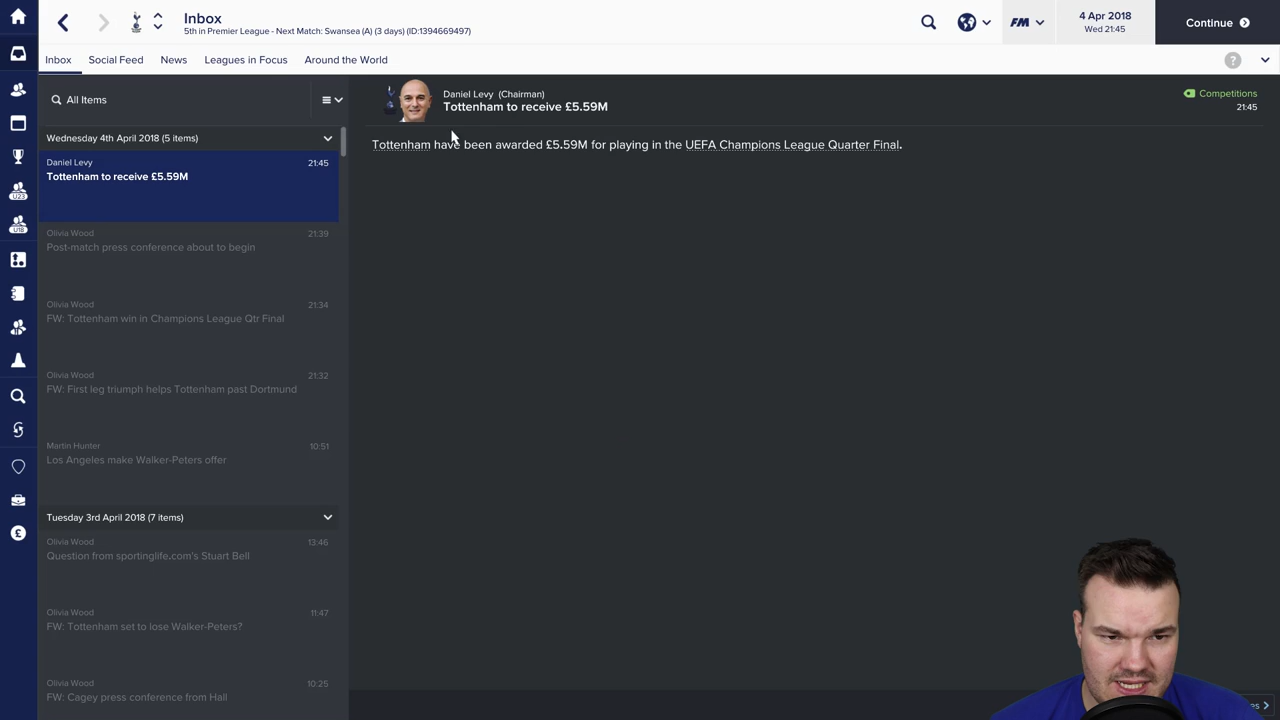 Inbox
5th in Premier League - Next Match: Swansea (A) (3 days) (ID:1394669497)
FM
4 Apr 2018
Wed 21:45
Continue
Inbox
Social Feed
News
Leagues in Focus
Around the World
?
All Items
Daniel Levy (Chairman)
Tottenham to receive £5.59M
Competitions
21:45
Tottenham have been awarded £5.59M for playing in the UEFA Champions League Quarter Final.
Wednesday 4th April 2018 (5 items)
Daniel Levy 21:45
Tottenham to receive £5.59M
Olivia Wood 21:39
Post-match press conference about to begin
Olivia Wood 21:34
FW: Tottenham win in Champions League Qtr Final
Olivia Wood 21:32
FW: First leg triumph helps Tottenham past Dortmund
Martin Hunter 10:51
Los Angeles make Walker-Peters offer
Tuesday 3rd April 2018 (7 items)
Olivia Wood 13:46
Question from sportinglife.com's Stuart Bell
Olivia Wood 11:47
FW: Tottenham set to lose Walker-Peters?
Olivia Wood 10:25
FW: Cagey press conference from Hall
U23
U18
£